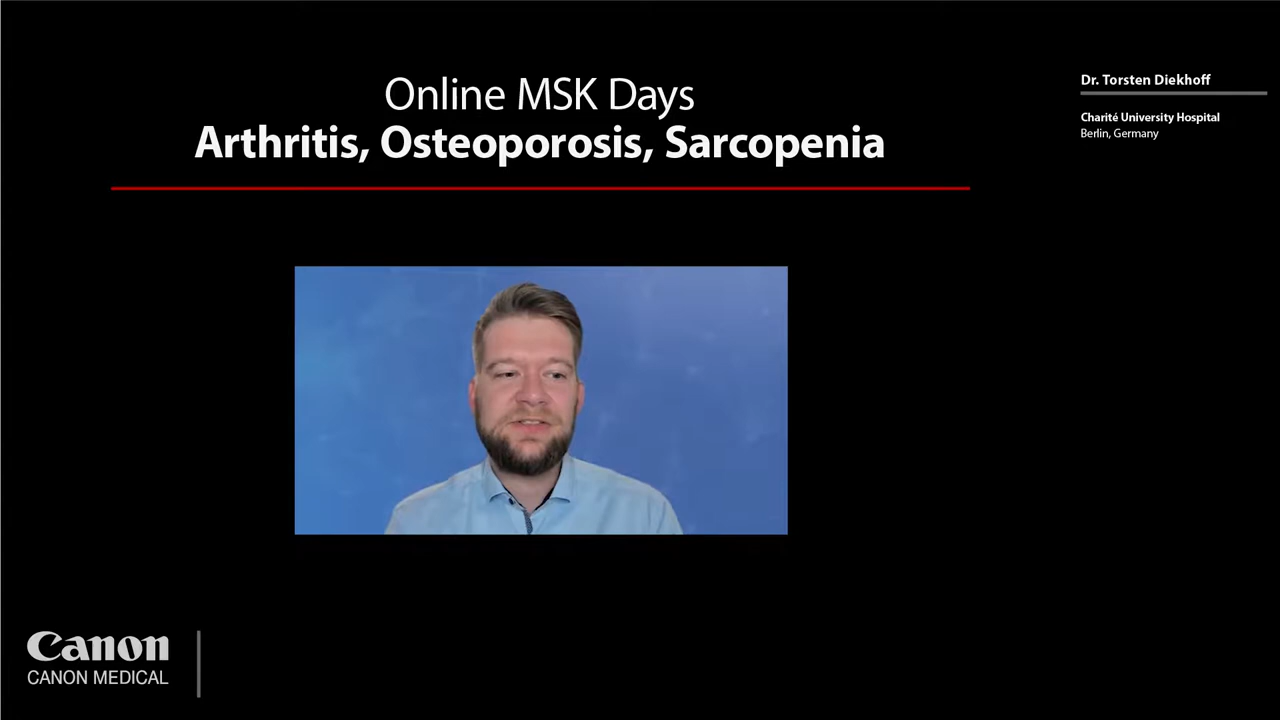 Online MSK Days
Arthritis, Osteoporosis, Sarcopenia
Dr. Torsten Diekhoff
Charité University Hospital
Berlin, Germany
Canon
CANON MEDICAL